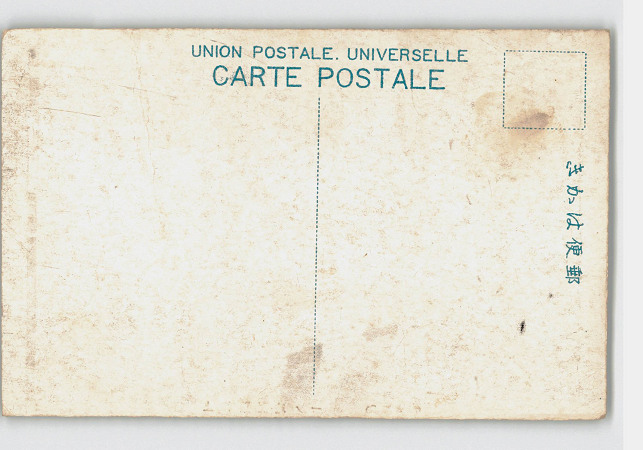 UNION POSTALE. UNIVERSELLE
CARTE POSTALE
きかは便郵